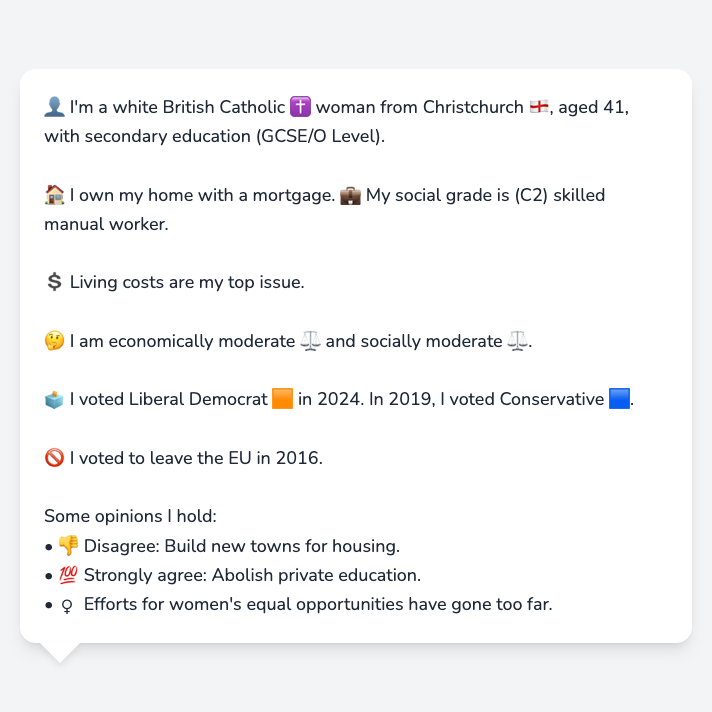 👤 I'm a white British Catholic ✝️ woman from Christchurch 🏴󠁧󠁢󠁥󠁮󠁧󠁿, aged 41,
with secondary education (GCSE/O Level).
🏠 I own my home with a mortgage. 💼 My social grade is (C2) skilled
manual worker.
💲 Living costs are my top issue.
🤔 I am economically moderate ⚖️ and socially moderate ⚖️.
🗳️ I voted Liberal Democrat 🟧 in 2024. In 2019, I voted Conservative 🟦.
🚫 I voted to leave the EU in 2016.
Some opinions I hold:
• 👎 Disagree: Build new towns for housing.
• 💯 Strongly agree: Abolish private education.
• ♀ Efforts for women's equal opportunities have gone too far.